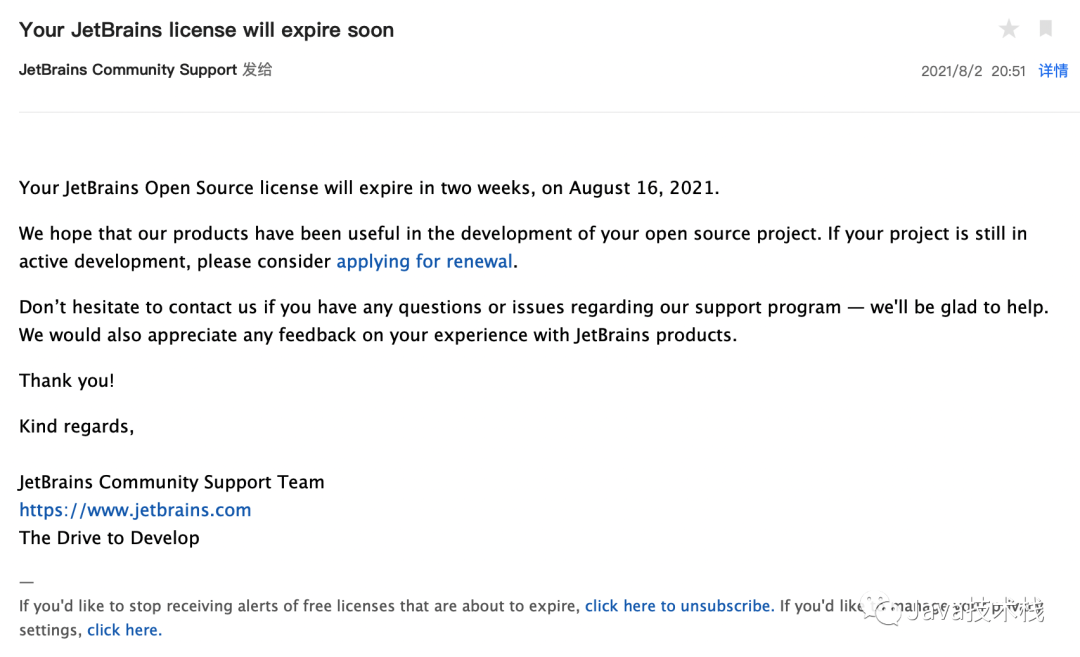 Your JetBrains license will expire soon
JetBrains Community Support 发给
2021/8/2 20:51 详情
Your JetBrains Open Source license will expire in two weeks, on August 16, 2021.
We hope that our products have been useful in the development of your open source project. If your project is still in
active development, please consider applying for renewal.
Don’t hesitate to contact us if you have any questions or issues regarding our support program — we'll be glad to help.
We would also appreciate any feedback on your experience with JetBrains products.
Thank you!
Kind regards,
JetBrains Community Support Team
https://www.jetbrains.com
The Drive to Develop
—
If you'd like to stop receiving alerts of free licenses that are about to expire, click here to unsubscribe. If you'd like manage
settings, click here.
Java技术栈